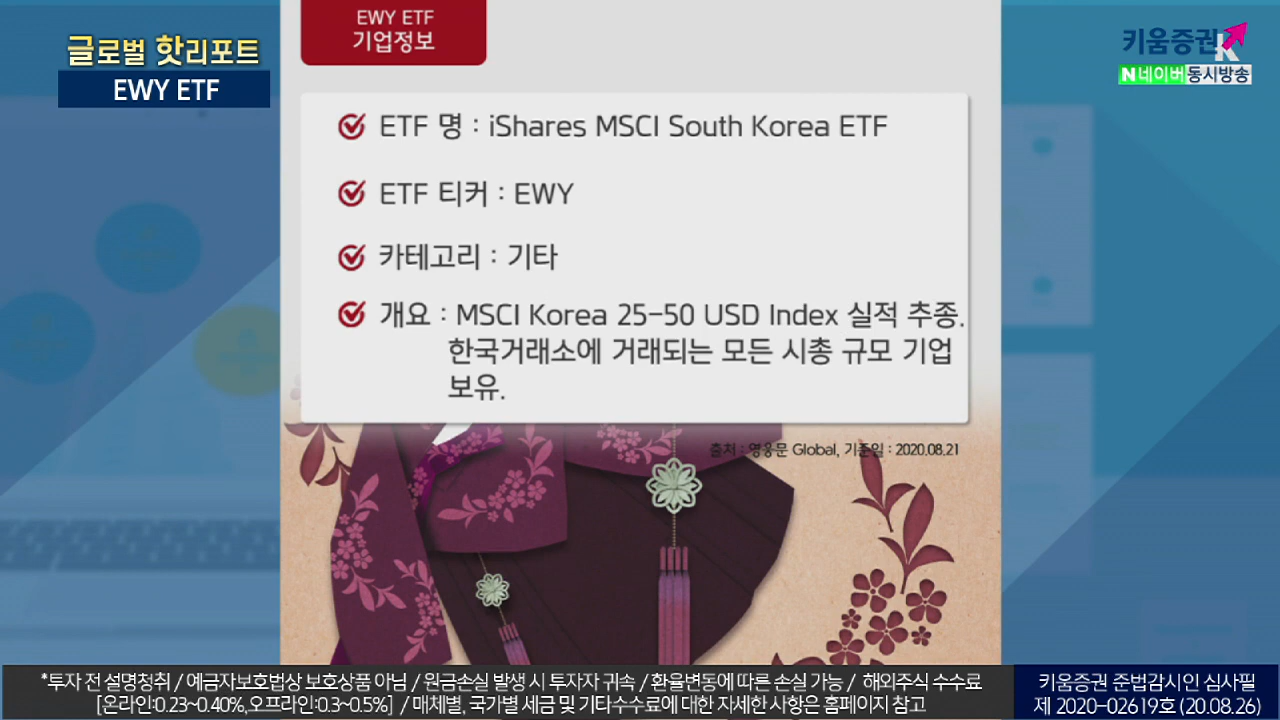 글로벌 핫리포트
EWY ETF
EWY ETF
기업정보
키움증권
N네이버동시방송
ETF 명 : iShares MSCI South Korea ETF
ETF 티커 : EWY
카테고리 : 기타
개요 : MSCI Korea 25-50 USD Index 실적 추종.
한국거래소에 거래되는 모든 시총 규모 기업
보유.
출처 : 영웅문 Global, 기준일 : 2020.08.21
*투자 전 설명청취 / 예금자보호법상 보호상품 아님 / 원금손실 발생 시 투자자 귀속 / 환율변동에 따른 손실 가능 / 해외주식 수수료
[온라인:0.23~0.40%,오프라인:0.3~0.5%] / 매체별, 국가별 세금 및 기타수수료에 대한 자세한 사항은 홈페이지 참고
키움증권 준법감시인 심사필
제 2020-02619호 (20.08.26)